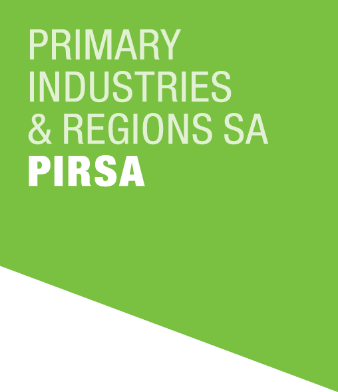 PRIMARY
INDUSTRIES
& REGIONS SA
PIRSA